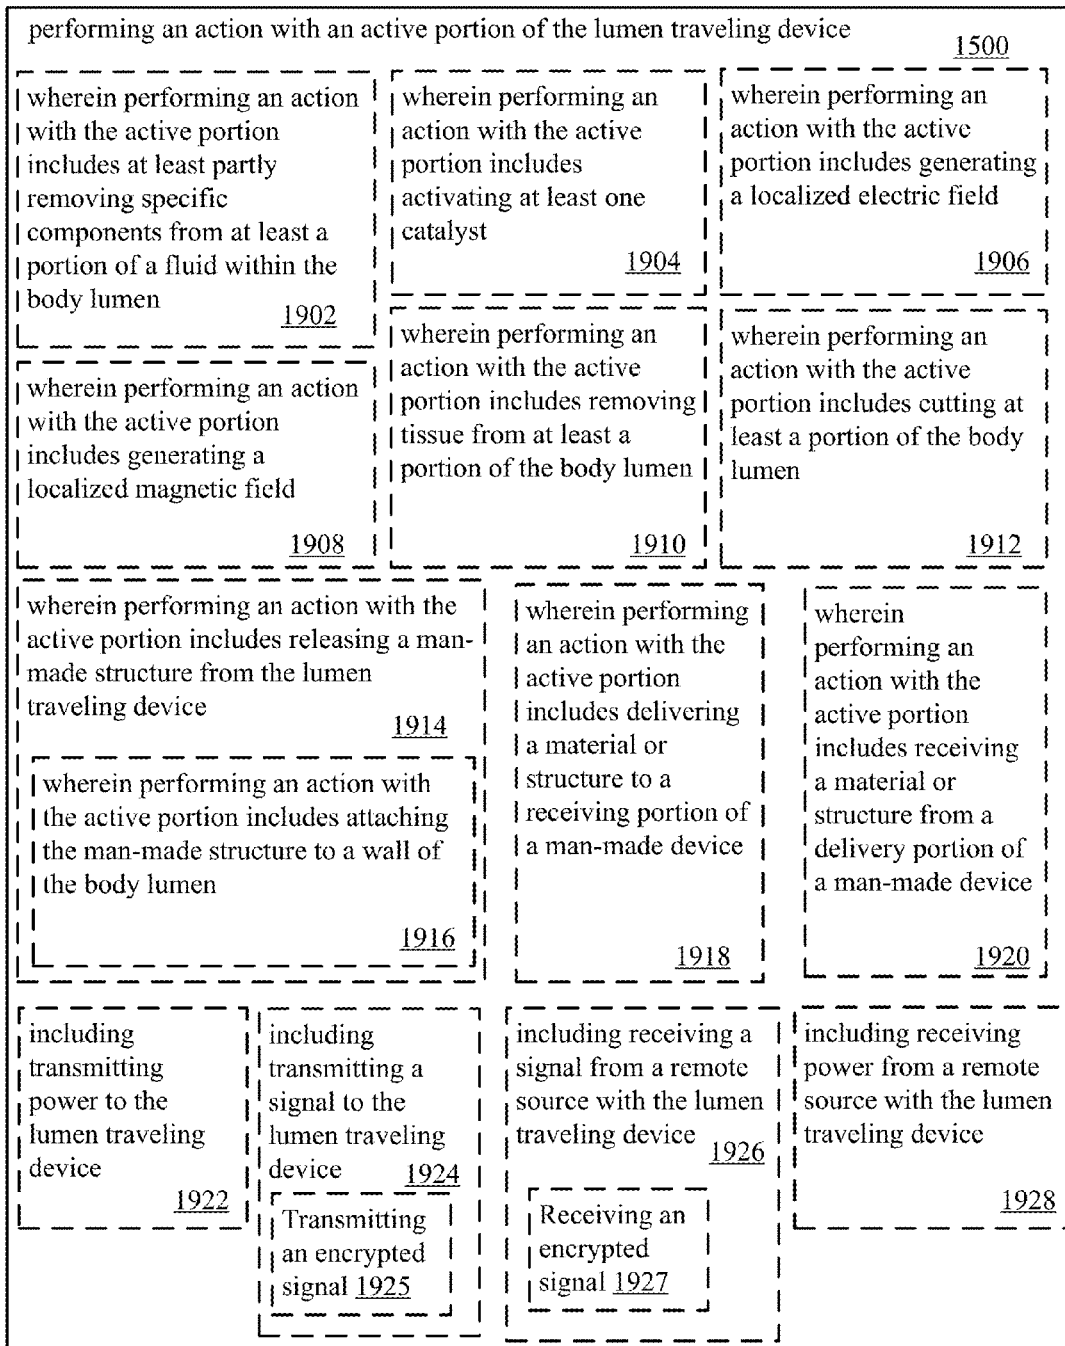 performing an action with an active portion of the lumen traveling device
1500
wherein performing an action
with the active portion
includes at least partly
removing specific
components from at least a
portion of a fluid within the
body lumen
1902
wherein performing an
action with the active
portion includes
activating at least one
catalyst
1904
wherein performing an
action with the active
portion includes generating
a localized electric field
1906
wherein performing an action
with the active portion
includes generating a
localized magnetic field
1908
wherein performing an
action with the active
portion includes removing
tissue from at least a
portion of the body lumen
1910
wherein performing an
action with the active
portion includes cutting at
least a portion of the body
lumen
1912
wherein performing an action with the
active portion includes releasing a man-
made structure from the lumen
traveling device
1914
wherein performing an action with
the active portion includes attaching
the man-made structure to a wall of
the body lumen
1916
wherein performing
an action with the
active portion
includes delivering
a material or
structure to a
receiving portion of
a man-made device
1918
wherein
performing an
action with the
active portion
includes receiving
a material or
structure from a
delivery portion of
a man-made device
1920
including
transmitting
power to the
lumen traveling
device
1922
including
transmitting a
signal to the
lumen traveling
device
1924
Transmitting
an encrypted
signal 1925
including receiving a
signal from a remote
source with the lumen
traveling device
1926
Receiving an
encrypted
signal 1927
including receiving
power from a remote
source with the lumen
traveling device
1928